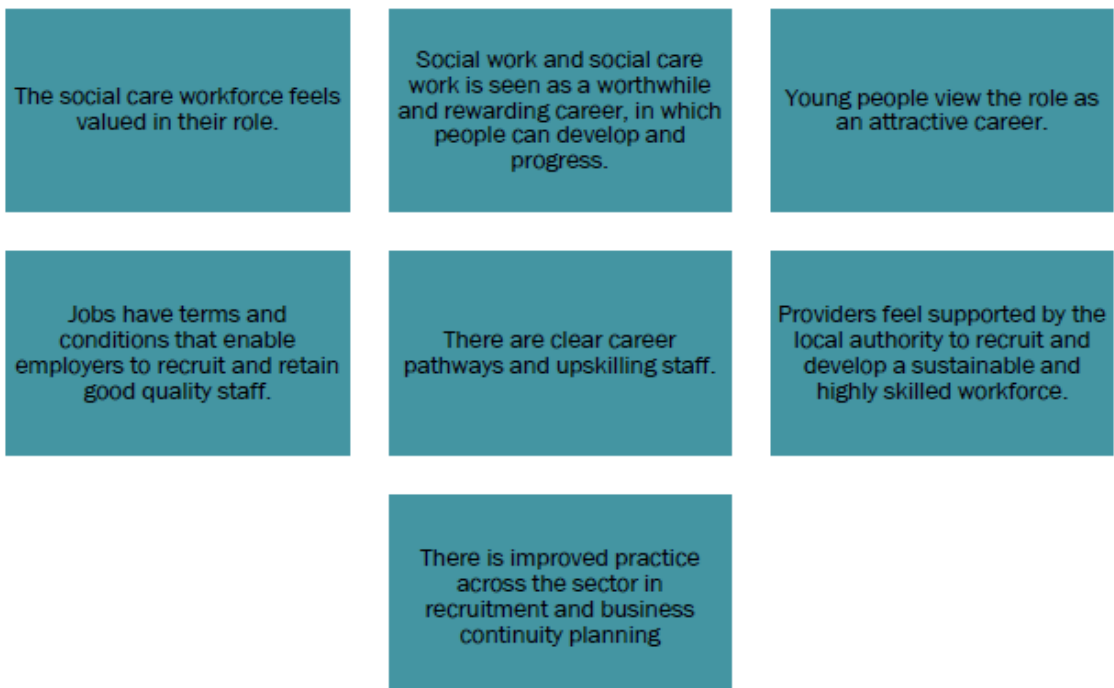 The social care workforce feels
valued in their role.
Social work and social care
work is seen as a worthwhile
and rewarding career, in which
people can develop and
progress.
Young people view the role as
an attractive career.
Jobs have terms and
conditions that enable
employers to recruit and retain
good quality staff.
There are clear career
pathways and upskilling staff.
Providers feel supported by the
local authority to recruit and
develop a sustainable and
highly skilled workforce.
There is improved practice
across the sector in
recruitment and business
continuity planning